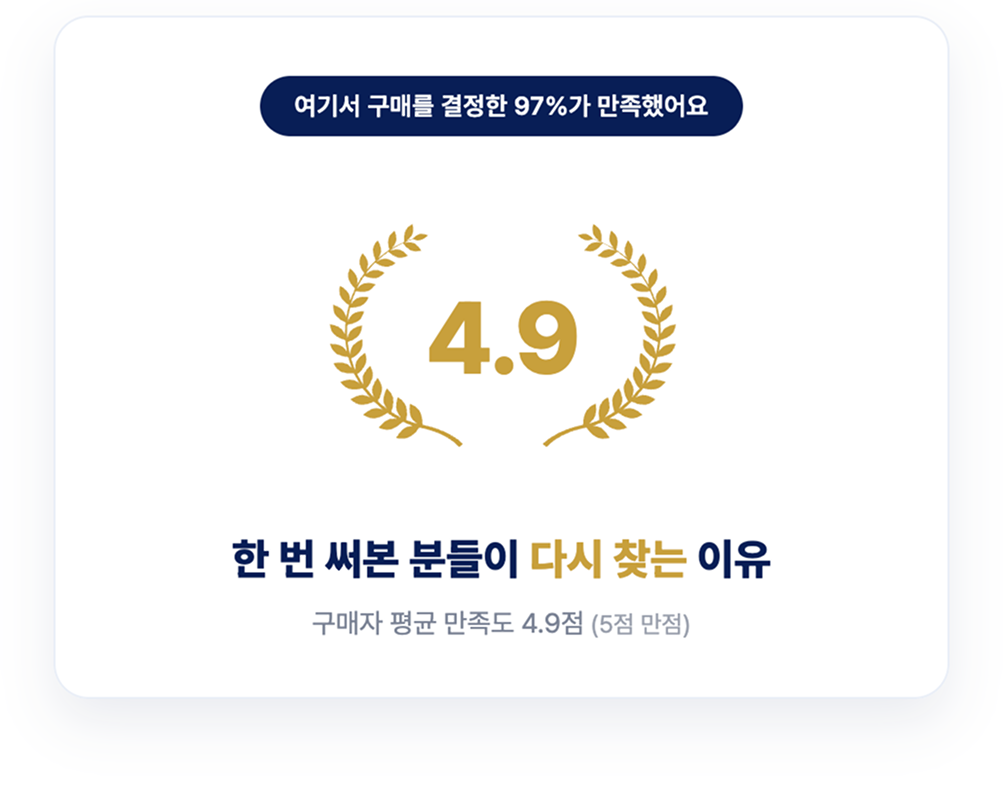 여기서 구매를 결정한 97%가 만족했어요
4.9
한 번 써본 분들이 다시 찾는 이유
구매자 평균 만족도 4.9점 (5점 만점)